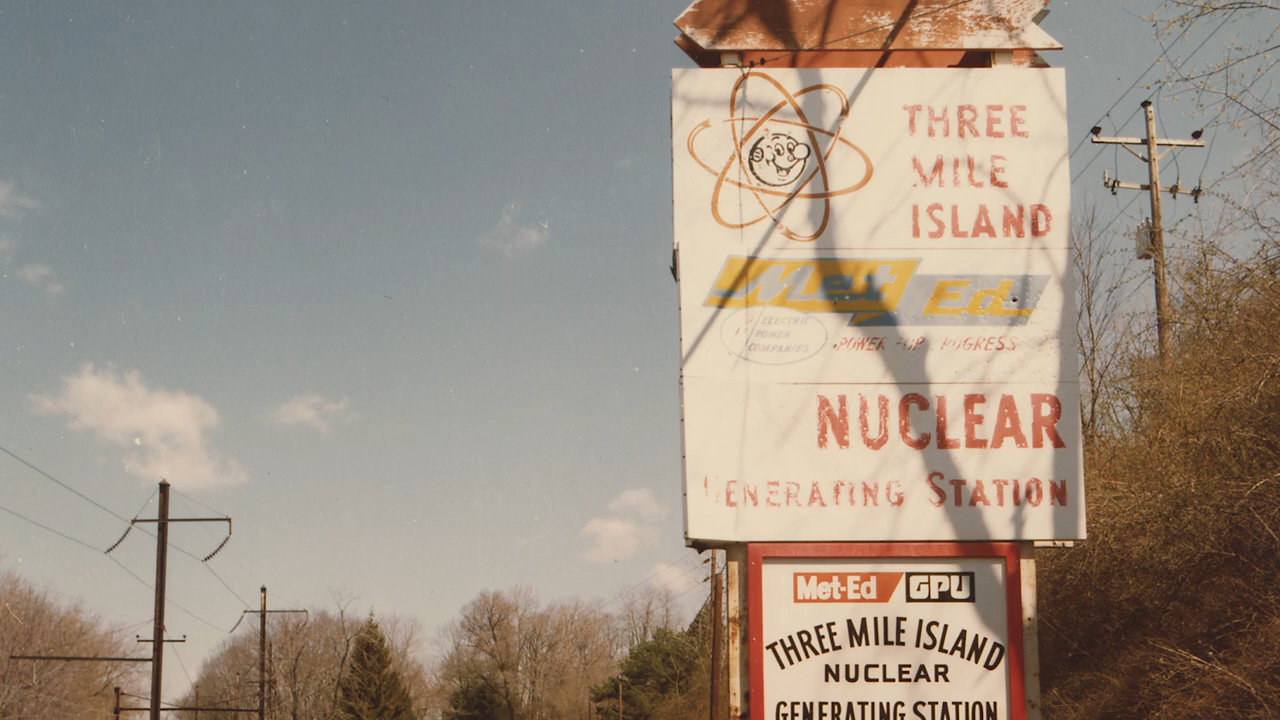 THREE
MILE
ISLAND
Met Ed
ELECTRIC
POWER
COMPANIES
POWER
NUCLEAR
GENERATING STATION
Met-Ed GPU
THREE MILE ISLAND
NUCLEAR
GENERATING STATION